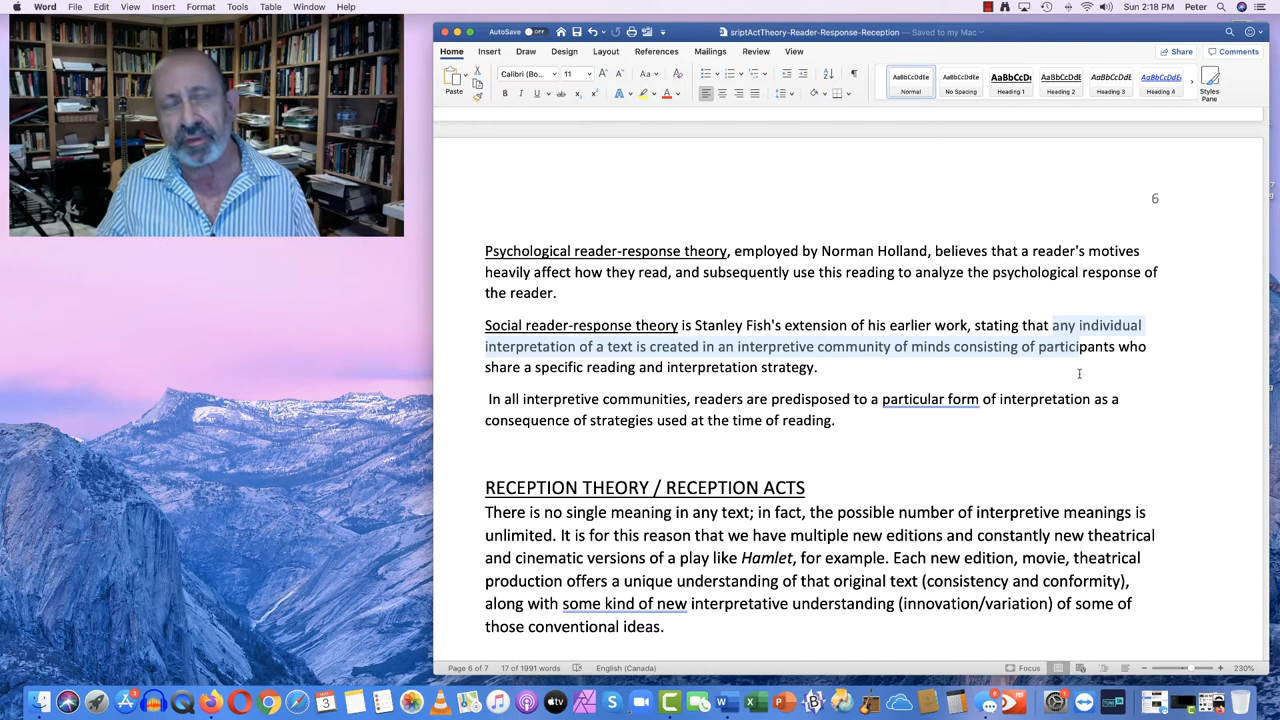 Word File Edit View Insert Format Tools Table Window Help Sun 2:18 PM Peter
AutoSave OFF sriptActTheory-Reader-Response-Reception — Saved to my Mac
Home Insert Draw Design Layout References Mailings Review View Share Comments
Paste Calibri (Bo... 11
AaBbCcDdEe AaBbCcDdEe AaBbCcDc AaBbCcDdEe AaBbCcDdEe AaBbCcDdEe
Normal No Spacing Heading 1 Heading 2 Heading 3 Heading 4 Styles Pane
6
Psychological reader-response theory, employed by Norman Holland, believes that a reader's motives
heavily affect how they read, and subsequently use this reading to analyze the psychological response of
the reader.
Social reader-response theory is Stanley Fish's extension of his earlier work, stating that any individual
interpretation of a text is created in an interpretive community of minds consisting of participants who
share a specific reading and interpretation strategy.
In all interpretive communities, readers are predisposed to a particular form of interpretation as a
consequence of strategies used at the time of reading.
RECEPTION THEORY / RECEPTION ACTS
There is no single meaning in any text; in fact, the possible number of interpretive meanings is
unlimited. It is for this reason that we have multiple new editions and constantly new theatrical
and cinematic versions of a play like Hamlet, for example. Each new edition, movie, theatrical
production offers a unique understanding of that original text (consistency and conformity),
along with some kind of new interpretative understanding (innovation/variation) of some of
those conventional ideas.
Page 6 of 7 17 of 1991 words English (Canada) Focus 230%